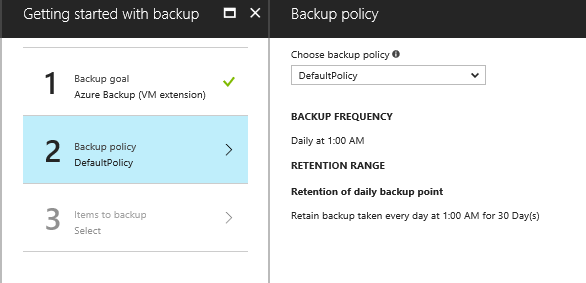 Getting started with backup
1
Backup goal
Azure Backup (VM extension)
2
Backup policy
DefaultPolicy
3
Items to backup
Select
Backup policy
Choose backup policy
DefaultPolicy
BACKUP FREQUENCY
Daily at 1:00 AM
RETENTION RANGE
Retention of daily backup point
Retain backup taken every day at 1:00 AM for 30 Day(s)